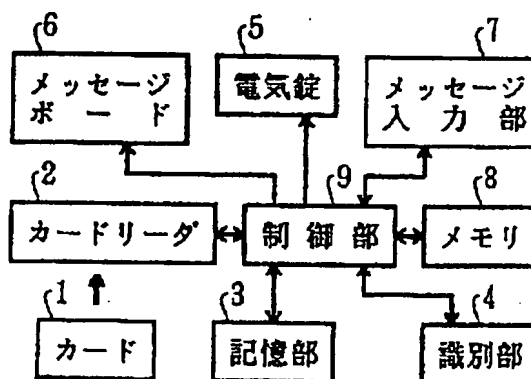 6
5
7
メッセージ
ボード
電気錠
メッセージ
入力部
2
9
8
カードリーダ
制御部
メモリ
1
3
4
カード
記憶部
識別部